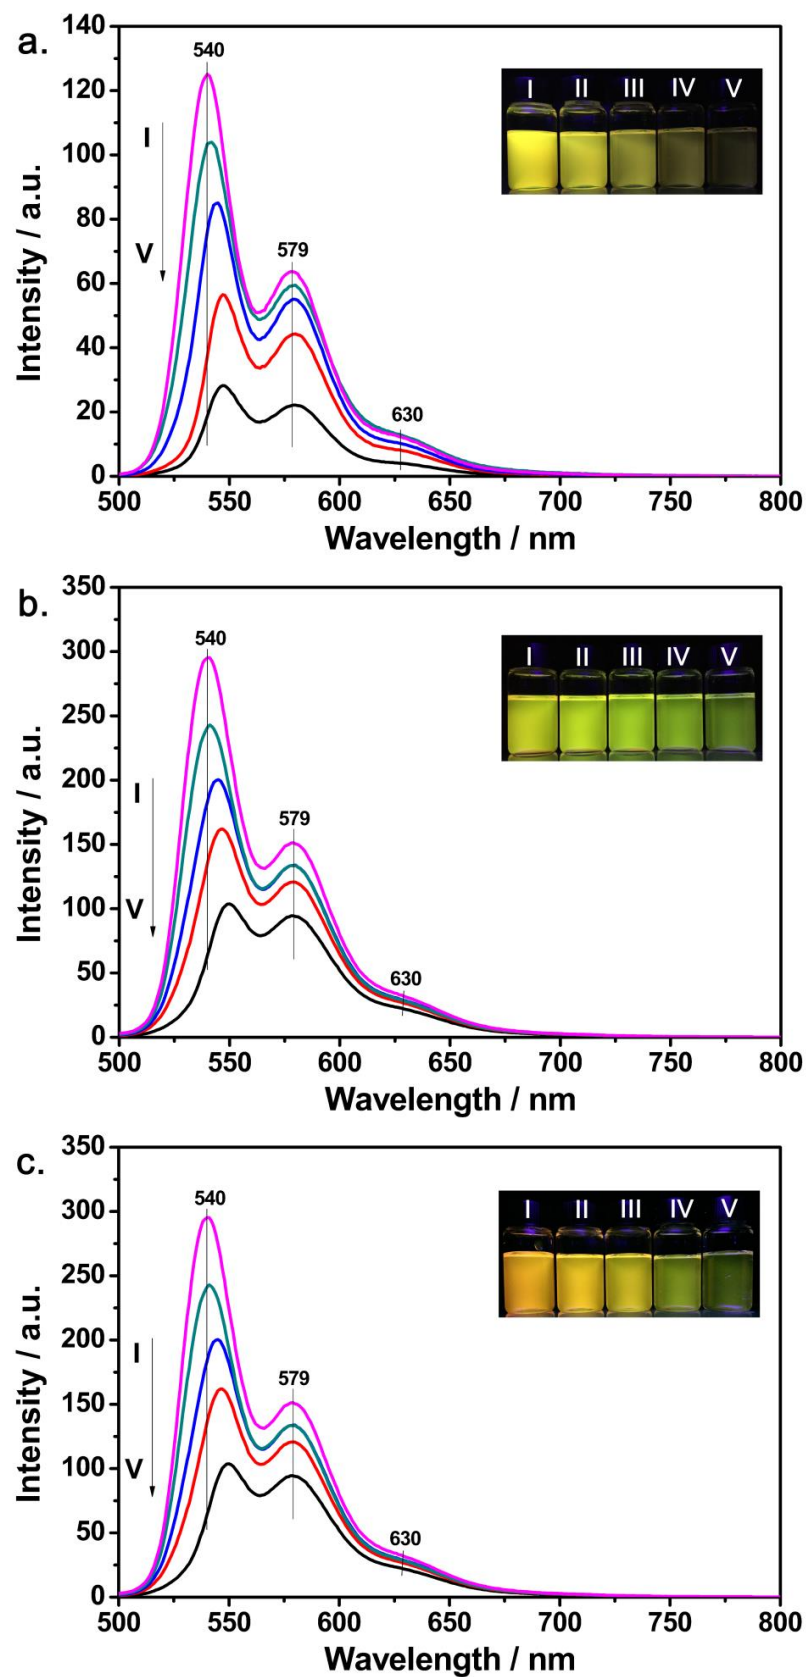 a.
140
120
100
80
60
40
20
0
Intensity / a.u.
540
579
630
I
V
I II III IV V
500 550 600 650 700 750 800
Wavelength / nm
b.
350
300
250
200
150
100
50
0
Intensity / a.u.
540
579
630
I
V
I II III IV V
500 550 600 650 700 750 800
Wavelength / nm
c.
350
300
250
200
150
100
50
0
Intensity / a.u.
540
579
630
I
V
I II III IV V
500 550 600 650 700 750 800
Wavelength / nm